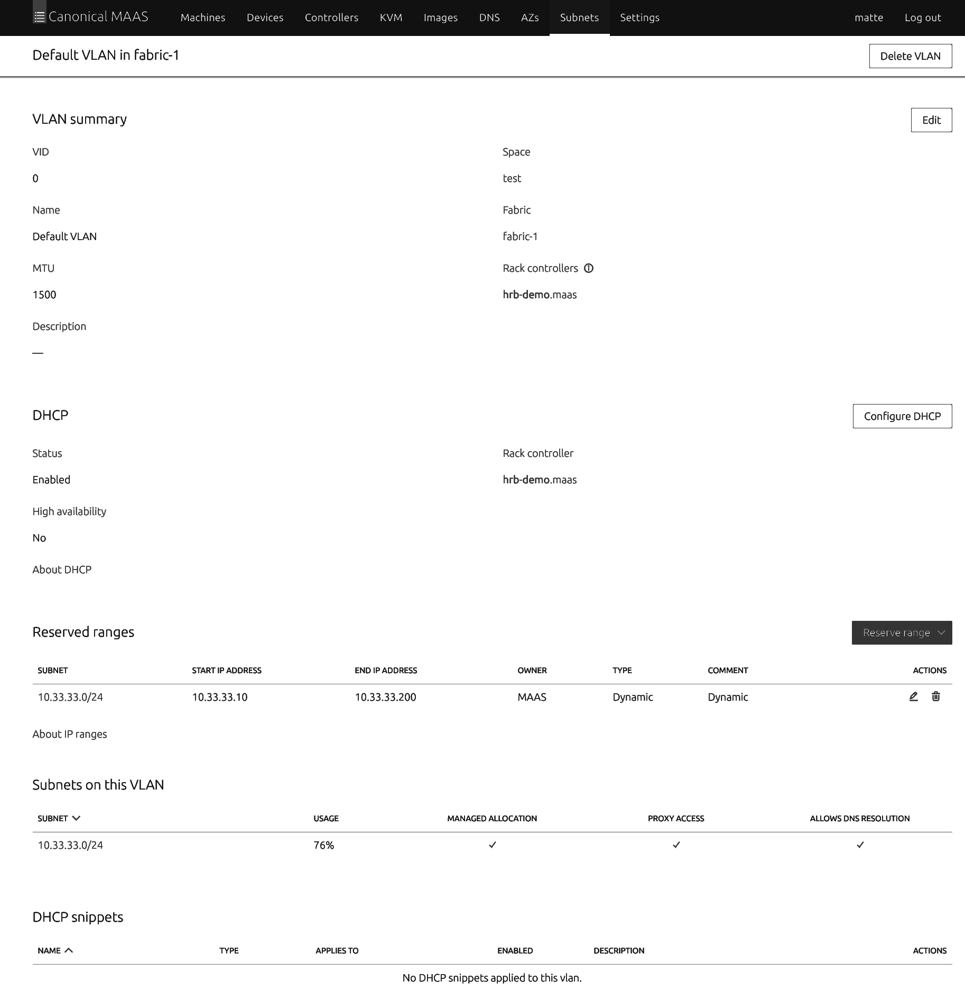 Canonical MAAS Machines Devices Controllers KVM Images DNS AZs Subnets Settings matte Log out
Default VLAN in fabric-1 Delete VLAN
VLAN summary Edit
VID Space
0 test
Name Fabric
Default VLAN fabric-1
MTU Rack controllers
1500 hrb-demo.maas
Description
—
DHCP Configure DHCP
Status Rack controller
Enabled hrb-demo.maas
High availability
No
About DHCP
Reserved ranges Reserve range
SUBNET START IP ADDRESS END IP ADDRESS OWNER TYPE COMMENT ACTIONS
10.33.33.0/24 10.33.33.10 10.33.33.200 MAAS Dynamic Dynamic
About IP ranges
Subnets on this VLAN
SUBNET USAGE MANAGED ALLOCATION PROXY ACCESS ALLOWS DNS RESOLUTION
10.33.33.0/24 76% ✓ ✓ ✓
DHCP snippets
NAME TYPE APPLIES TO ENABLED DESCRIPTION ACTIONS
No DHCP snippets applied to this vlan.